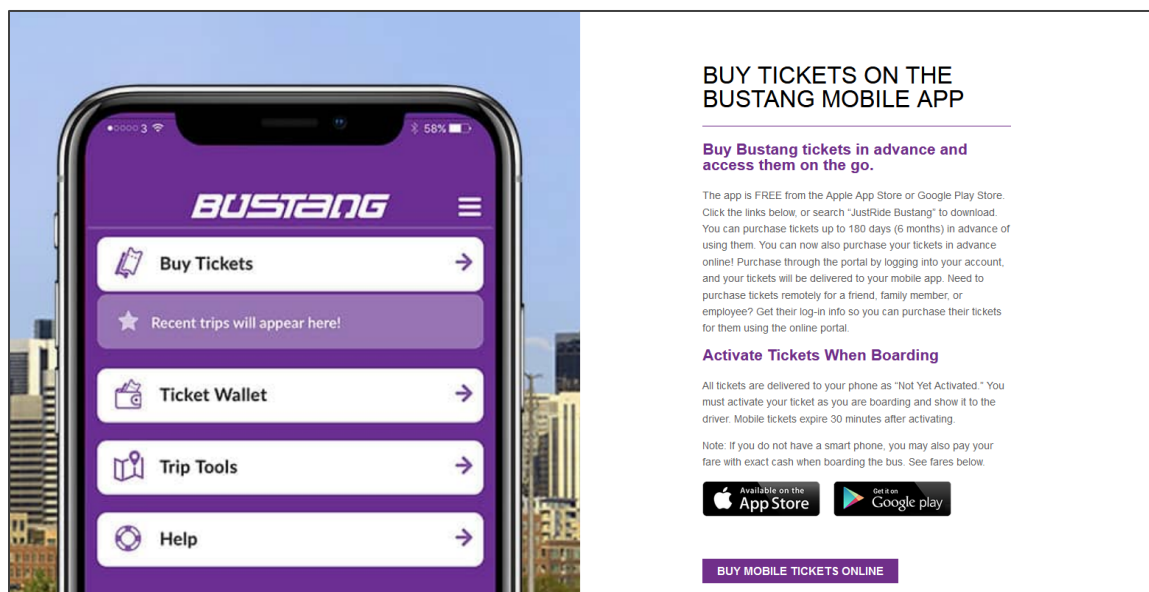 3
58%
BUSTANG
Buy Tickets
Recent trips will appear here!
Ticket Wallet
Trip Tools
Help
BUY TICKETS ON THE
BUSTANG MOBILE APP
Buy Bustang tickets in advance and
access them on the go.
The app is FREE from the Apple App Store or Google Play Store.
Click the links below, or search “JustRide Bustang” to download.
You can purchase tickets up to 180 days (6 months) in advance of
using them. You can now also purchase your tickets in advance
online! Purchase through the portal by logging into your account,
and your tickets will be delivered to your mobile app. Need to
purchase tickets remotely for a friend, family member, or
employee? Get their log-in info so you can purchase their tickets
for them using the online portal.
Activate Tickets When Boarding
All tickets are delivered to your phone as “Not Yet Activated.” You
must activate your ticket as you are boarding and show it to the
driver. Mobile tickets expire 30 minutes after activating.
Note: If you do not have a smart phone, you may also pay your
fare with exact cash when boarding the bus. See fares below.
Available on the
App Store
Get it on
Google play
BUY MOBILE TICKETS ONLINE